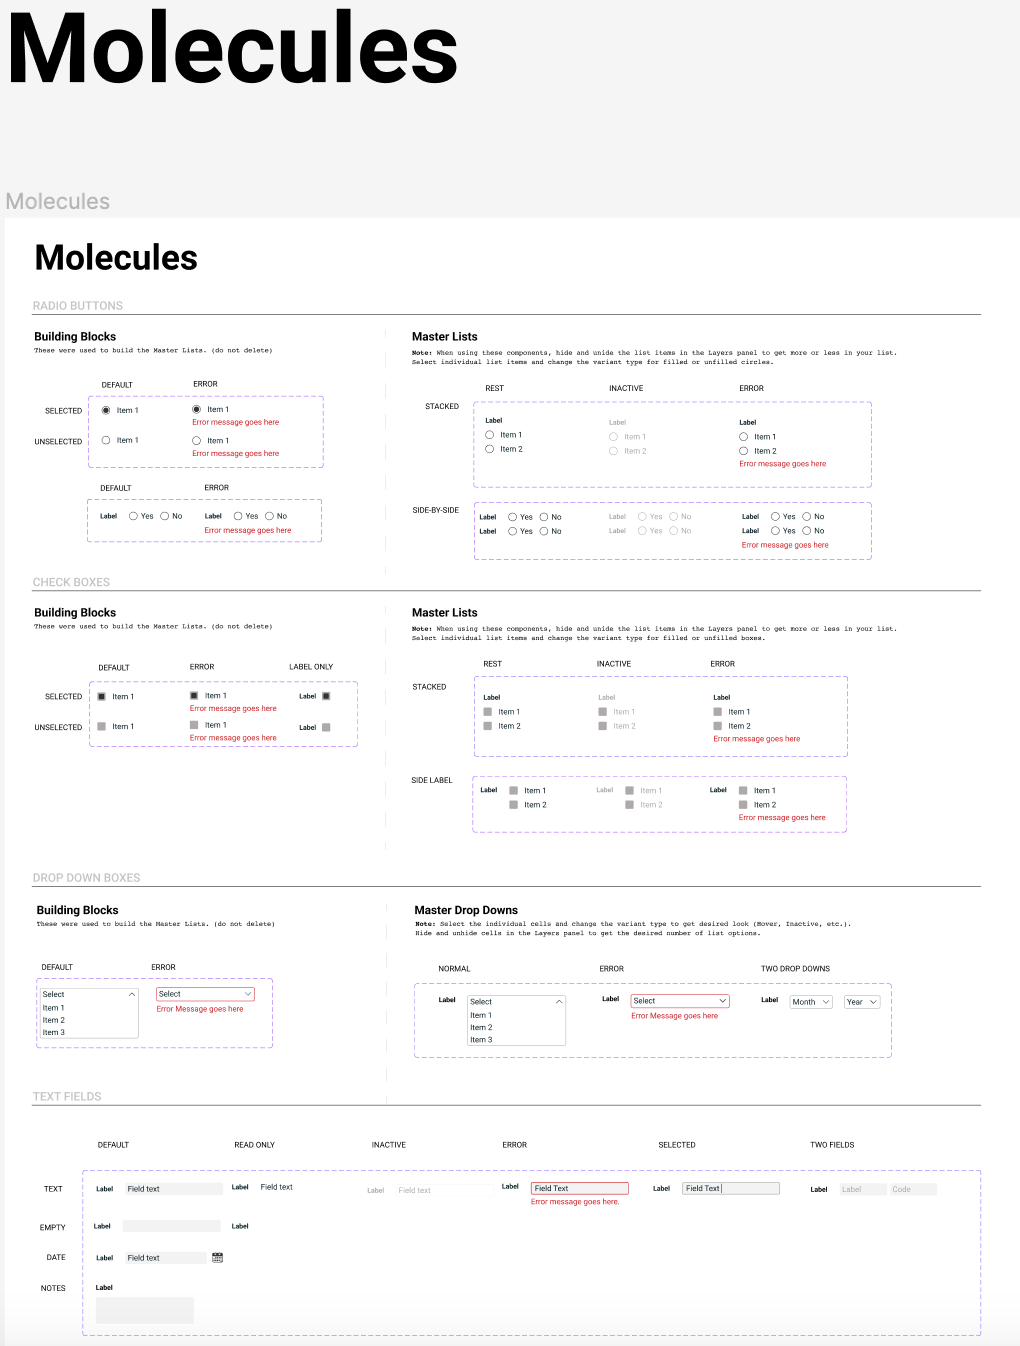 Molecules
Molecules
Molecules
RADIO BUTTONS
Building Blocks
These were used to build the Master Lists. (do not delete)
DEFAULT ERROR
SELECTED Item 1 Item 1
Error message goes here
UNSELECTED Item 1 Item 1
Error message goes here
DEFAULT ERROR
Label Yes No Label Yes No
Error message goes here
Master Lists
Note: When using these components, hide and unide the list items in the Layers panel to get more or less in your list.
Select individual list items and change the variant type for filled or unfilled circles.
REST INACTIVE ERROR
STACKED
Label Label Label
Item 1 Item 1 Item 1
Item 2 Item 2 Item 2
Error message goes here
SIDE-BY-SIDE
Label Yes No Label Yes No Label Yes No
Label Yes No Label Yes No Label Yes No
Error message goes here
CHECK BOXES
Building Blocks
These were used to build the Master Lists. (do not delete)
DEFAULT ERROR LABEL ONLY
SELECTED Item 1 Item 1 Label
Error message goes here
UNSELECTED Item 1 Item 1 Label
Error message goes here
Master Lists
Note: When using these components, hide and unide the list items in the Layers panel to get more or less in your list.
Select individual list items and change the variant type for filled or unfilled boxes.
REST INACTIVE ERROR
STACKED
Label Label Label
Item 1 Item 1 Item 1
Item 2 Item 2 Item 2
Error message goes here
SIDE LABEL
Label Item 1 Label Item 1 Label Item 1
Item 2 Item 2 Item 2
Error message goes here
DROP DOWN BOXES
Building Blocks
These were used to build the Master Lists. (do not delete)
DEFAULT ERROR
Select Select
Item 1 Error Message goes here
Item 2
Item 3
Master Drop Downs
Note: Select the individual cells and change the variant type to get desired look (Hover, Inactive, etc.).
Hide and unhide cells in the Layers panel to get the desired number of list options.
NORMAL ERROR TWO DROP DOWNS
Label Select Label Select Label Month Year
Item 1 Error Message goes here
Item 2
Item 3
TEXT FIELDS
DEFAULT READ ONLY INACTIVE ERROR SELECTED TWO FIELDS
TEXT Label Field text Label Field text Label Field text Label Field Text Label Field Text Label Label Code
Error message goes here.
EMPTY Label Label
DATE Label Field text
NOTES Label